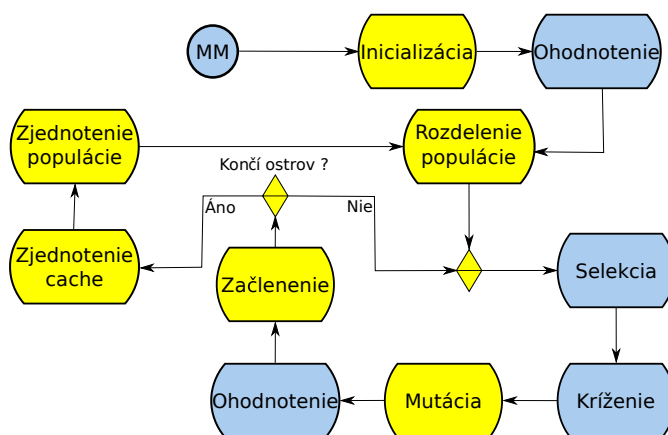 MM
Inicializácia
Ohodnotenie
Zjednotenie
populácie
Rozdelenie
populácie
Končí ostrov ?
Áno
Nie
Zjednotenie
cache
Začlenenie
Selekcia
Ohodnotenie
Mutácia
Kríženie